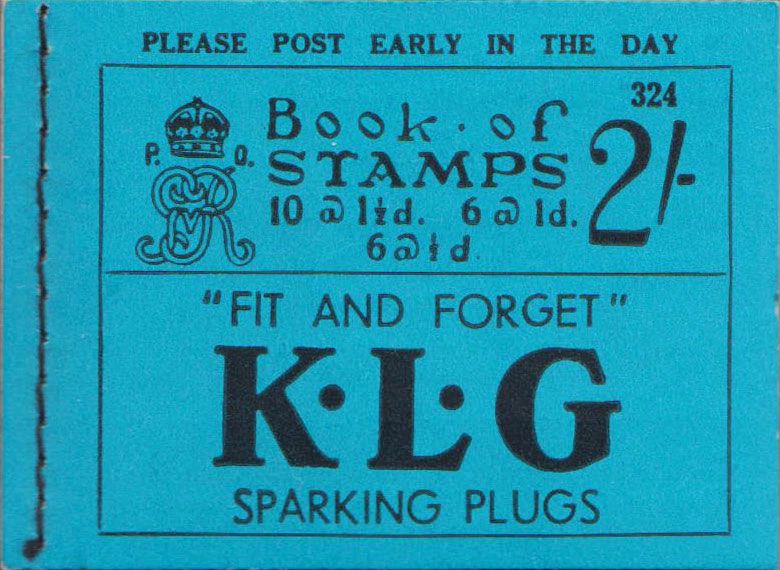 PLEASE POST EARLY IN THE DAY
324
Book · of
P. O.
STAMPS 2/-
10 @ 1½d. 6 @ 1d.
6 @ ½d.
"FIT AND FORGET"
K·L·G
SPARKING PLUGS